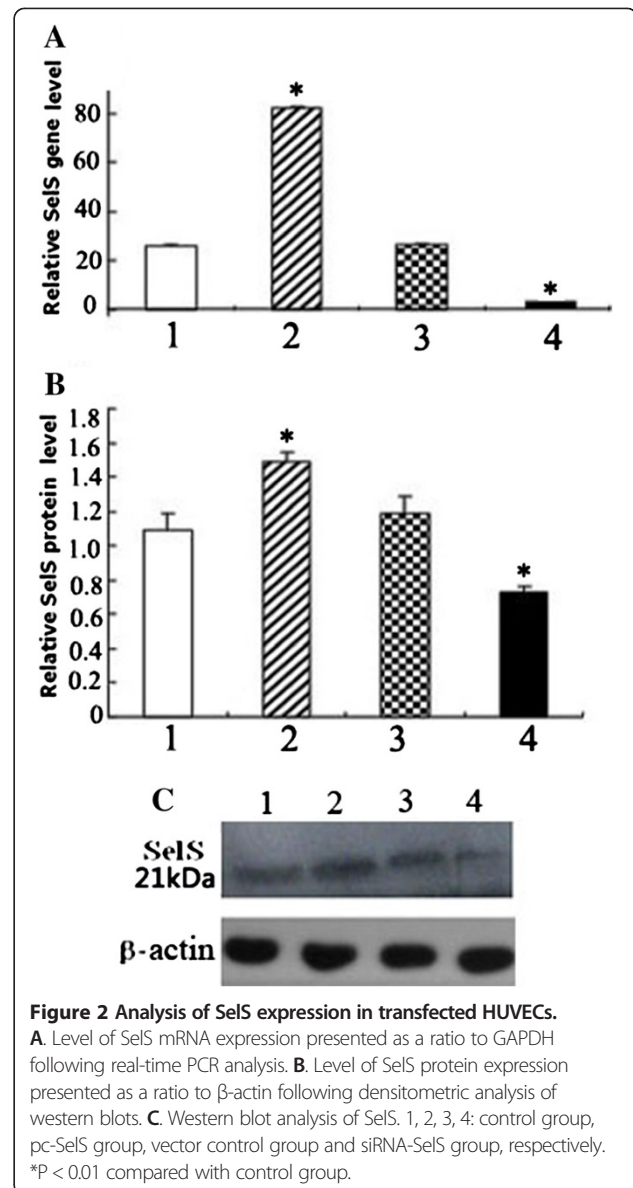 A
Relative SelS gene level
80
60
40
20
0
*
*
1 2 3 4
B
Relative SelS protein level
1.8
1.6
1.4
1.2
1.0
0.8
0.6
0.4
0.2
0
*
*
1 2 3 4
C 1 2 3 4
SelS
21kDa
β-actin
Figure 2 Analysis of SelS expression in transfected HUVECs.
A. Level of SelS mRNA expression presented as a ratio to GAPDH
following real-time PCR analysis. B. Level of SelS protein expression
presented as a ratio to β-actin following densitometric analysis of
western blots. C. Western blot analysis of SelS. 1, 2, 3, 4: control group,
pc-SelS group, vector control group and siRNA-SelS group, respectively.
*P < 0.01 compared with control group.